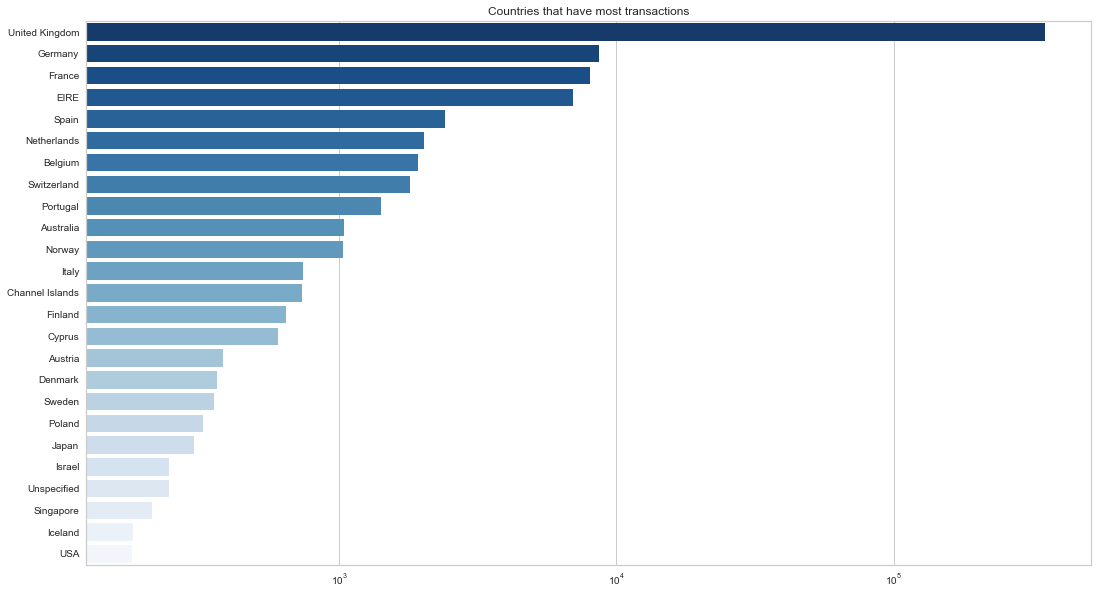 Countries that have most transactions
United Kingdom
Germany
France
EIRE
Spain
Netherlands
Belgium
Switzerland
Portugal
Australia
Norway
Italy
Channel Islands
Finland
Cyprus
Austria
Denmark
Sweden
Poland
Japan
Israel
Unspecified
Singapore
Iceland
USA
10³ 10⁴ 10⁵